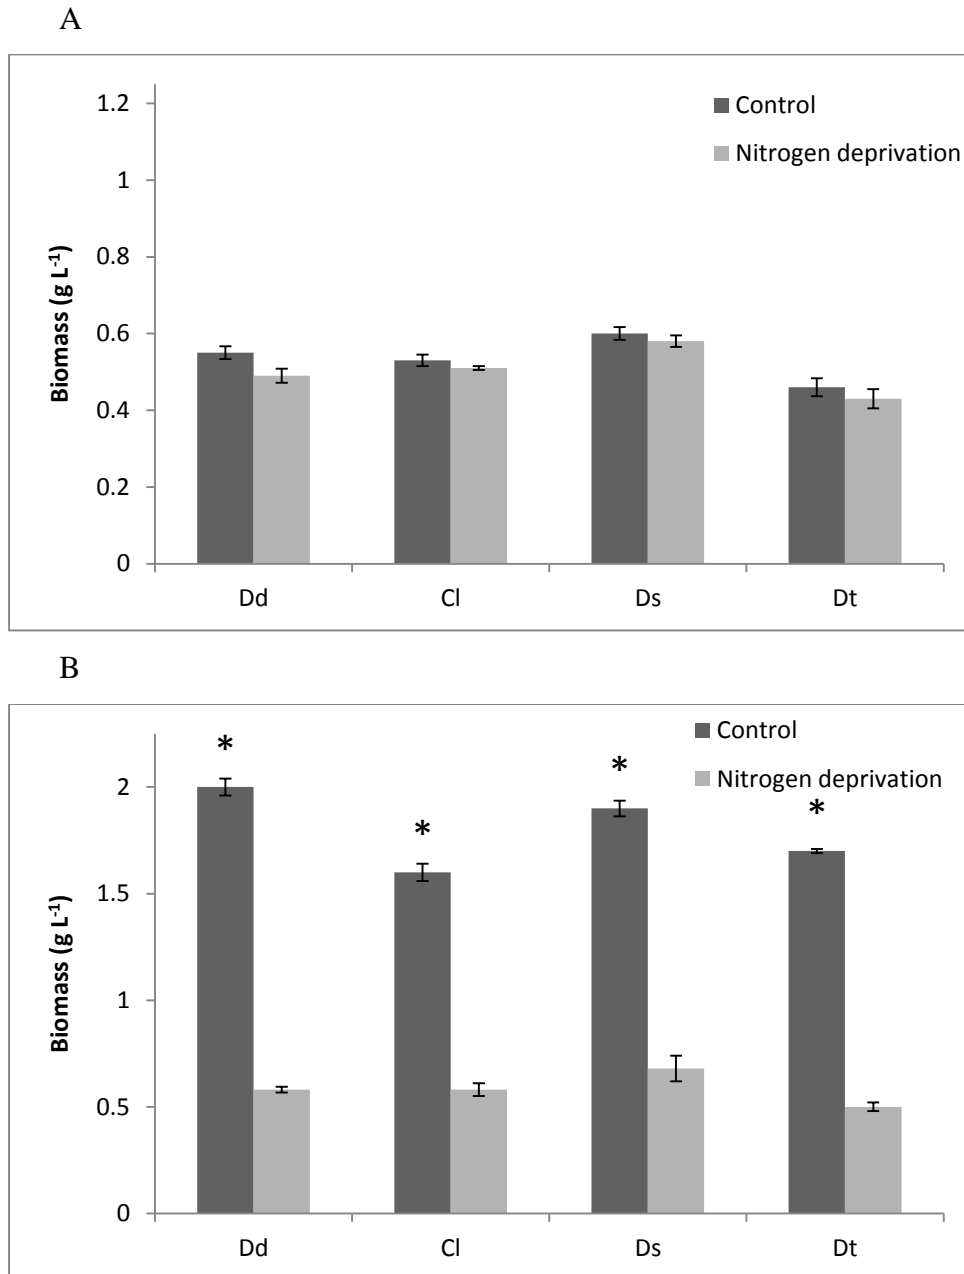 A
1.2
1
0.8
0.6
0.4
0.2
0
Biomass (g L⁻¹)
Control
Nitrogen deprivation
Dd Cl Ds Dt
B
2
1.5
1
0.5
0
Biomass (g L⁻¹)
Control
Nitrogen deprivation
* * * *
Dd Cl Ds Dt